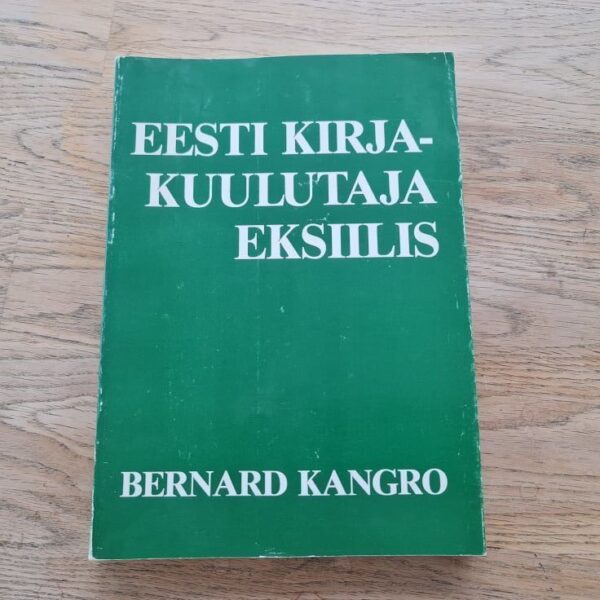 EESTI KIRJA-
KUULUTAJA
EKSIILIS
BERNARD KANGRO